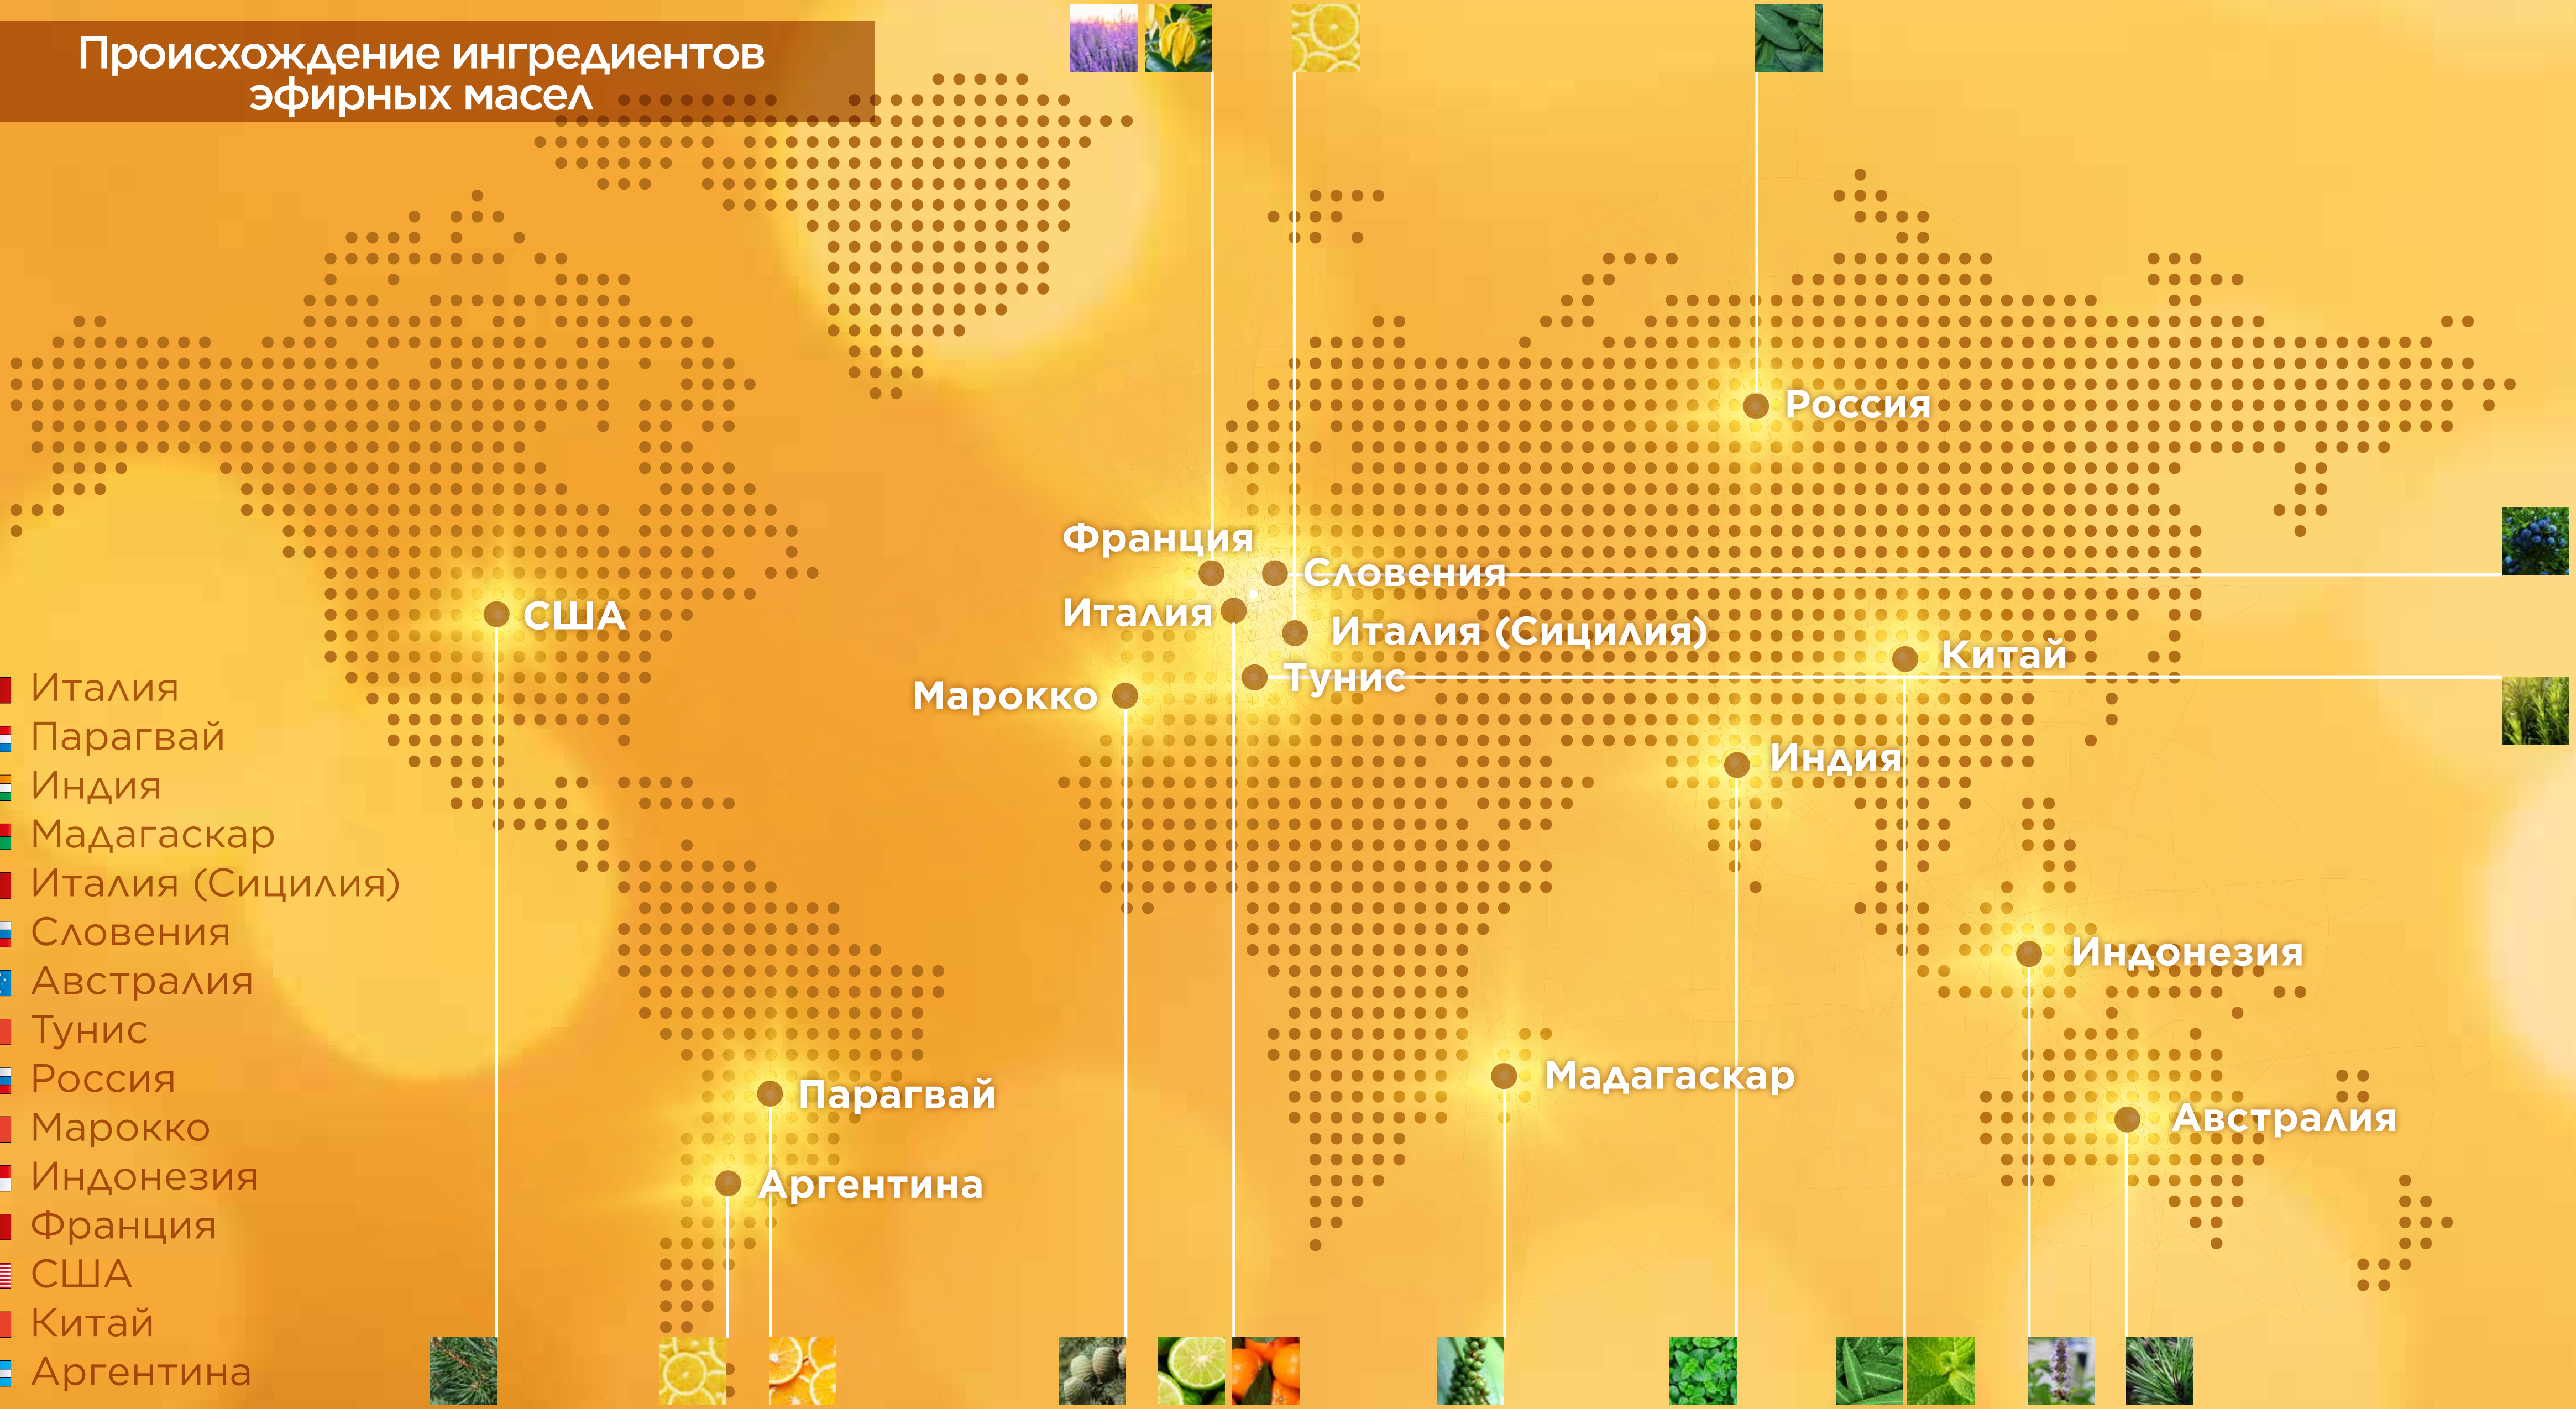 Происхождение ингредиентов
эфирных масел
Россия
Франция
Словения
США
Италия
Италия (Сицилия)
Китай
Тунис
Марокко
Индия
Индонезия
Мадагаскар
Парагвай
Австралия
Аргентина
Италия
Парагвай
Индия
Мадагаскар
Италия (Сицилия)
Словения
Австралия
Тунис
Россия
Марокко
Индонезия
Франция
США
Китай
Аргентина